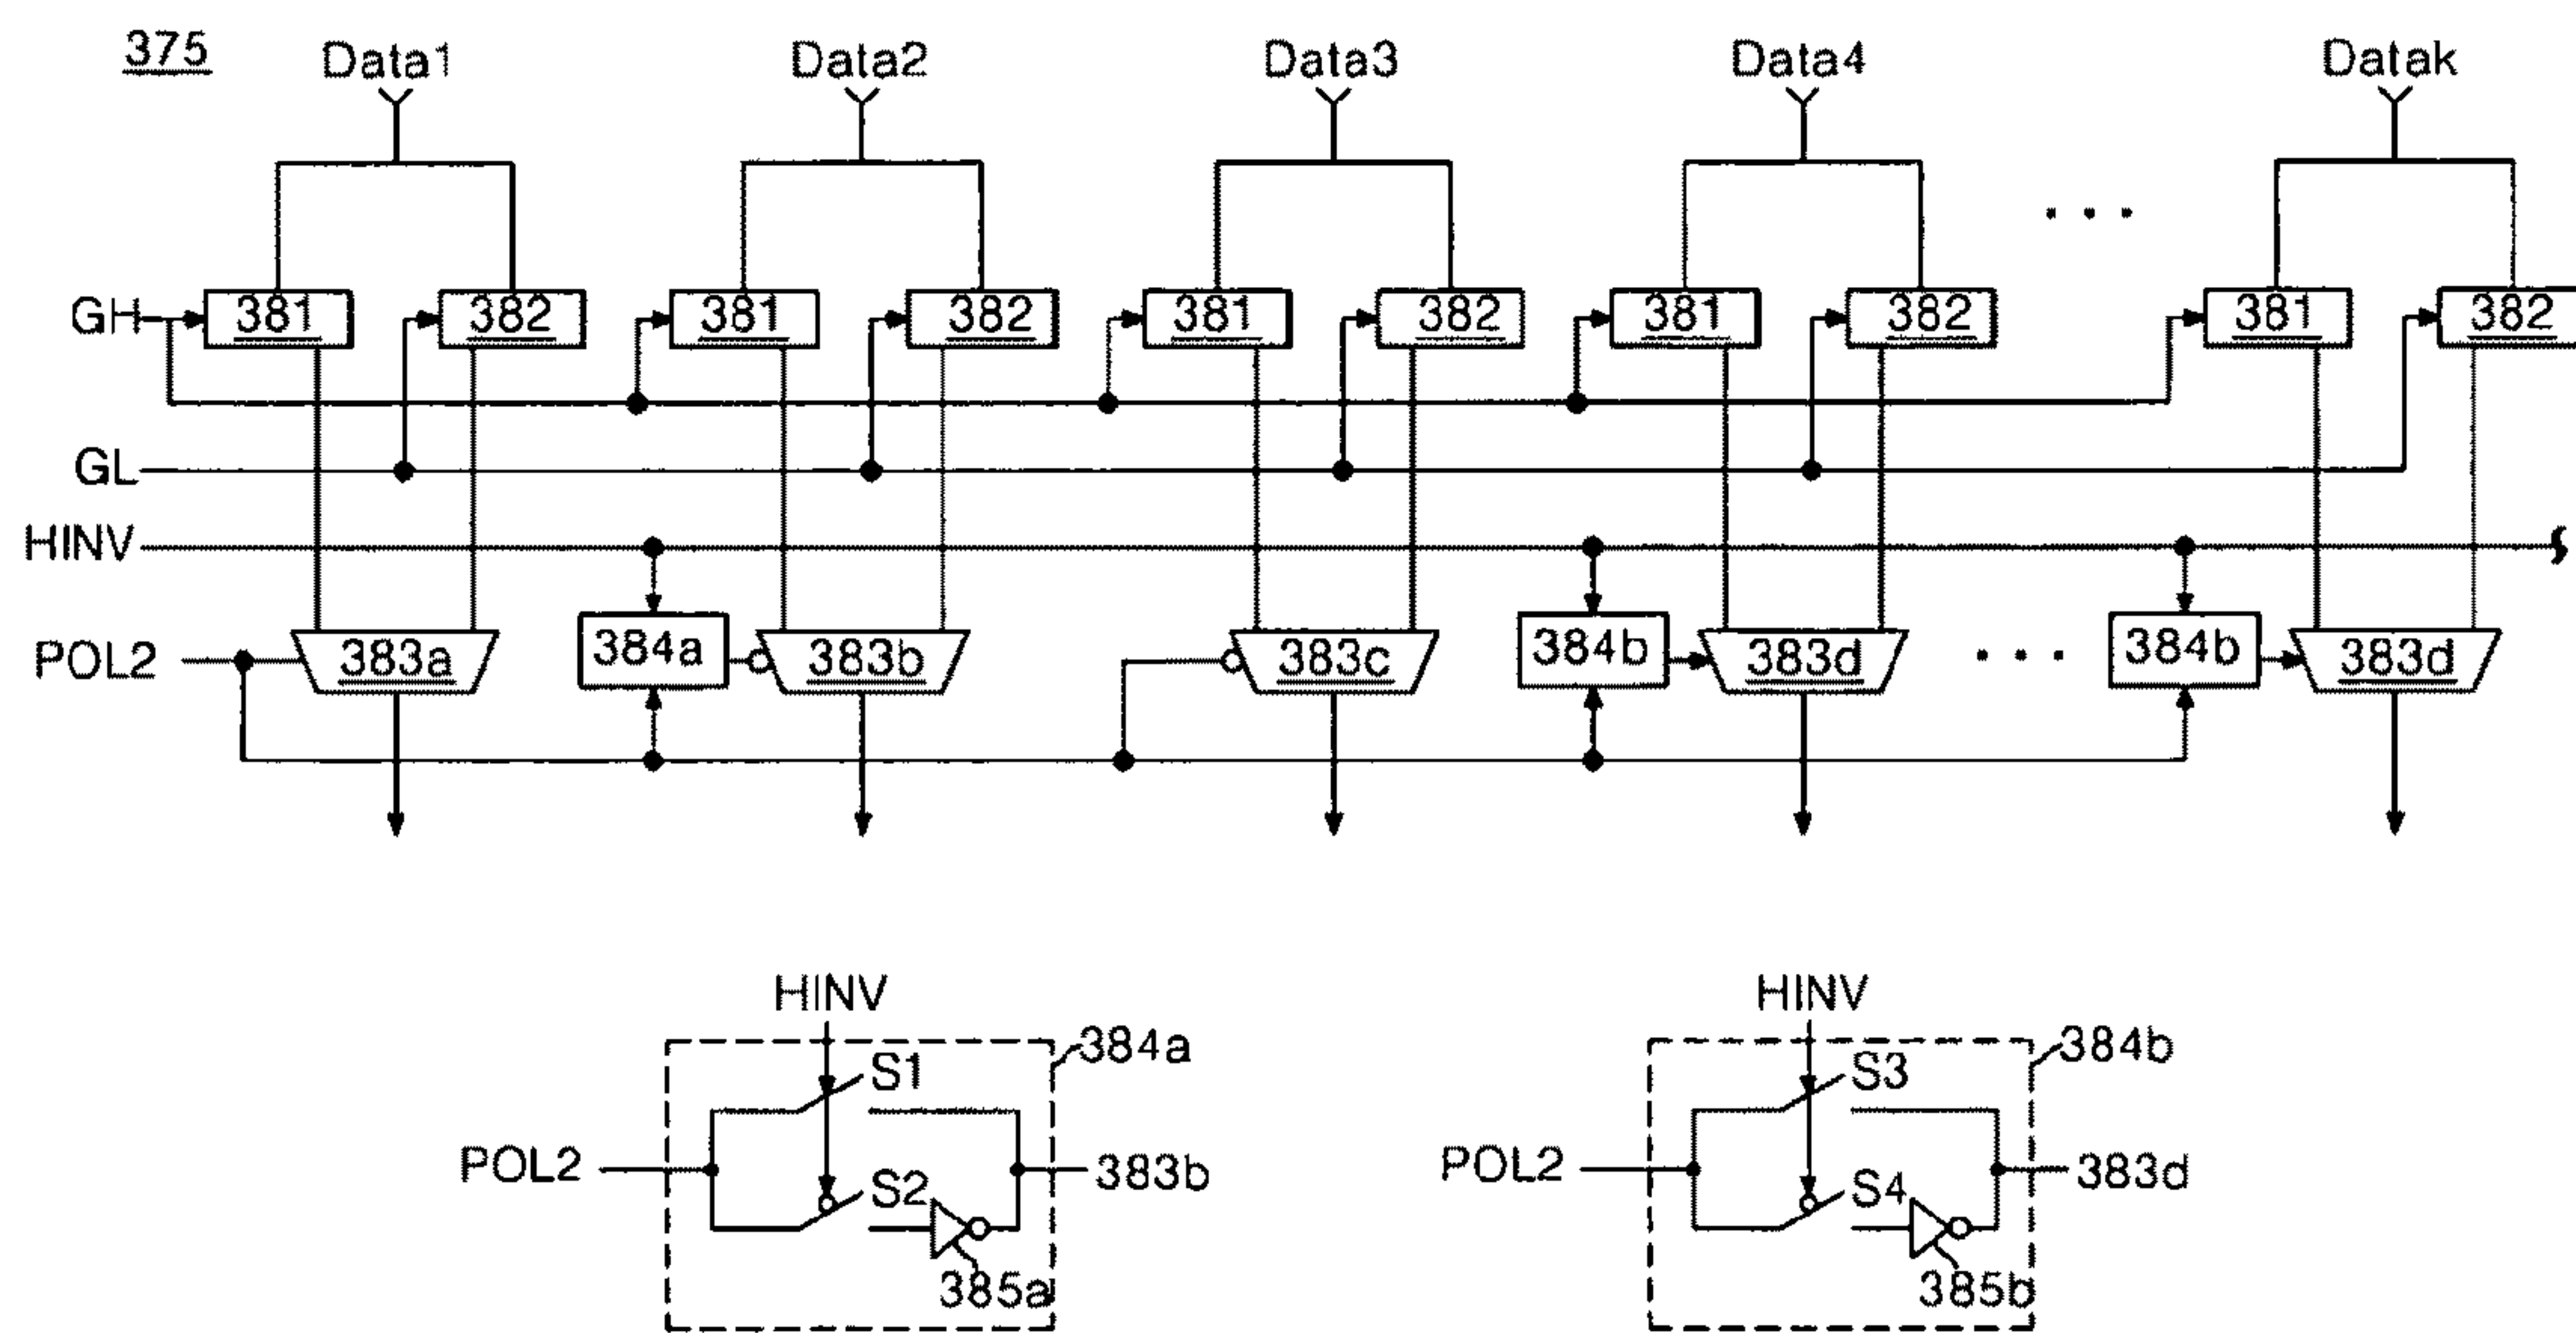 375 Data1 Data2 Data3 Data4 Datak
. . .
GH 381 382 381 382 381 382 381 382 381 382
GL
HINV
POL2 383a 384a 383b 383c 384b 383d . . . 384b 383d
HINV HINV
384a 384b
S1 S3
POL2 383b POL2 383d
S2 S4
385a 385b